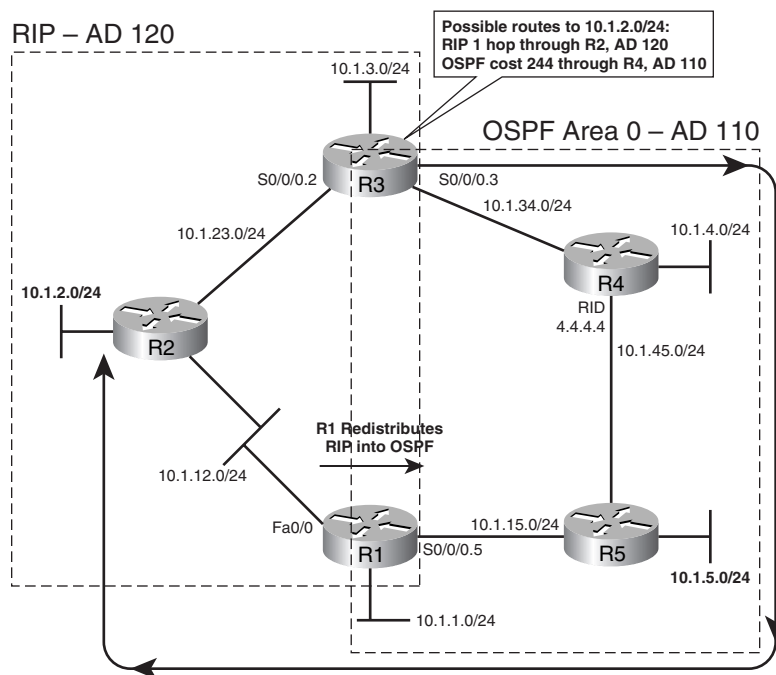 RIP – AD 120
Possible routes to 10.1.2.0/24:
RIP 1 hop through R2, AD 120
OSPF cost 244 through R4, AD 110
10.1.3.0/24
OSPF Area 0 – AD 110
S0/0/0.2
R3
S0/0/0.3
10.1.34.0/24
10.1.23.0/24
10.1.4.0/24
R4
10.1.2.0/24
RID
4.4.4.4
R2
10.1.45.0/24
R1 Redistributes
RIP into OSPF
10.1.12.0/24
Fa0/0
10.1.15.0/24
R1
S0/0/0.5
R5
10.1.5.0/24
10.1.1.0/24